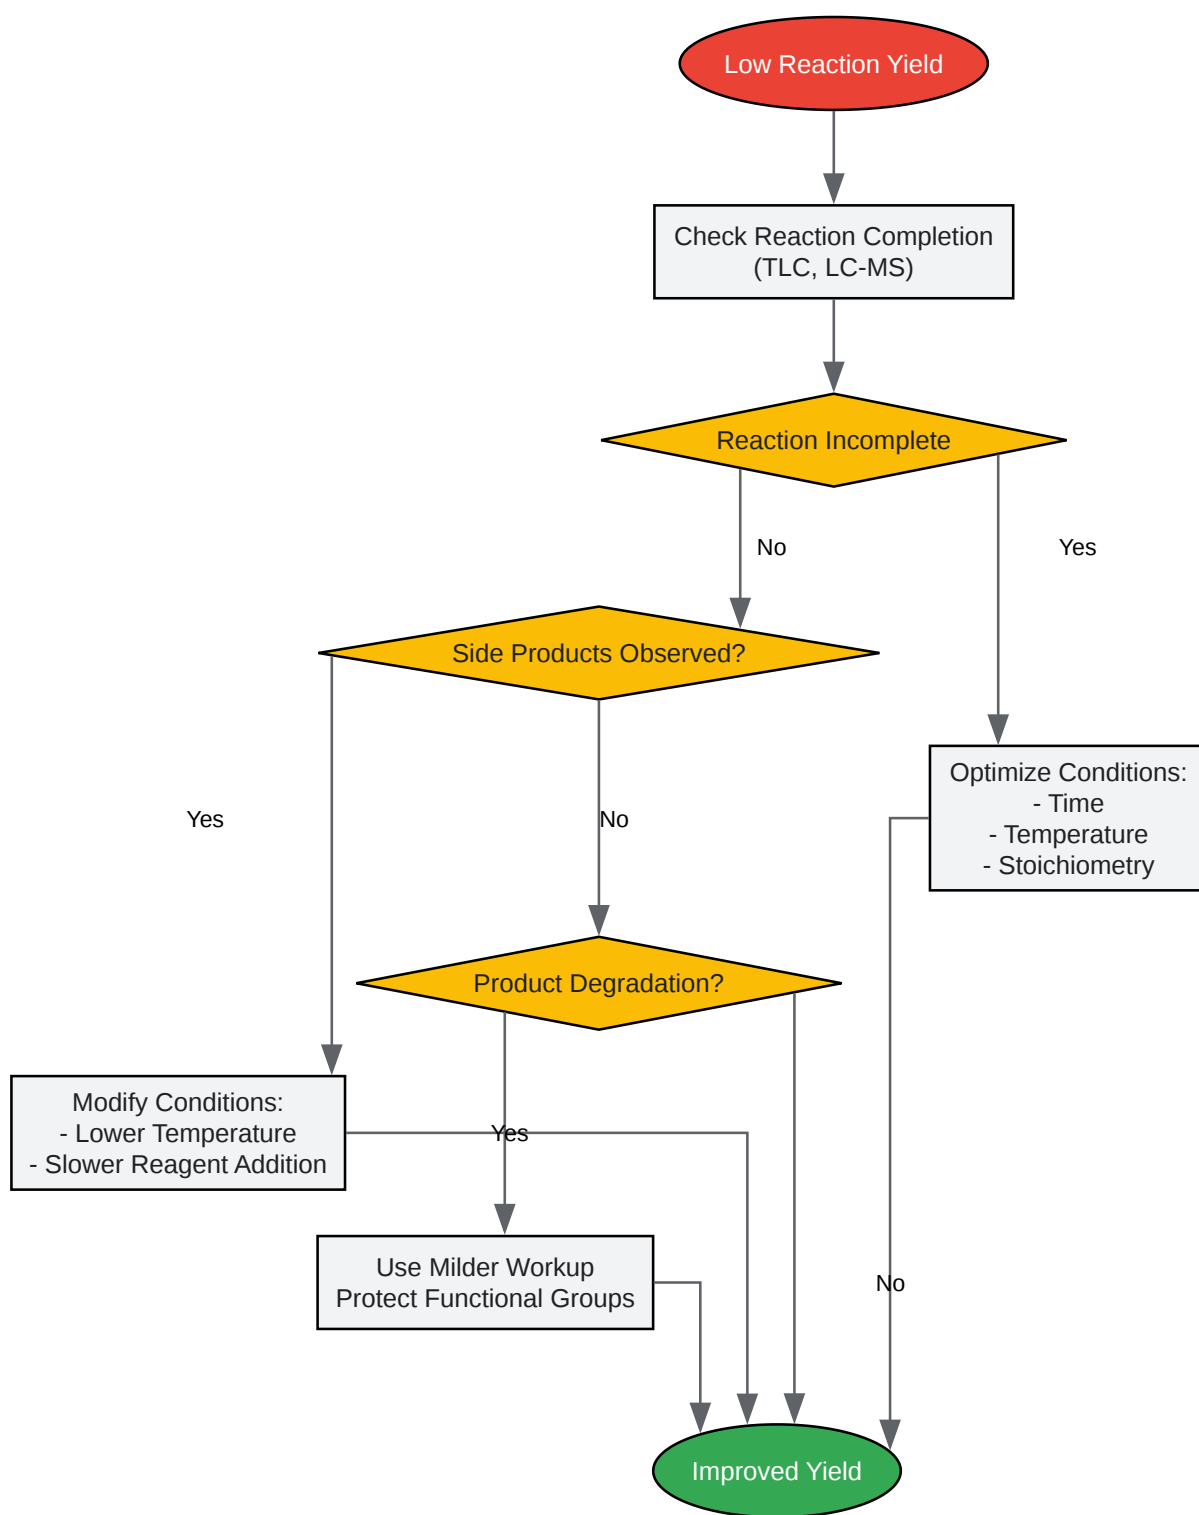 Low Reaction Yield
Check Reaction Completion
(TLC, LC-MS)
Reaction Incomplete
No
Yes
Side Products Observed?
Optimize Conditions:
- Time
- Temperature
- Stoichiometry
Yes
No
Product Degradation?
Modify Conditions:
- Lower Temperature
- Slower Reagent Addition
Yes
Use Milder Workup
Protect Functional Groups
No
Improved Yield